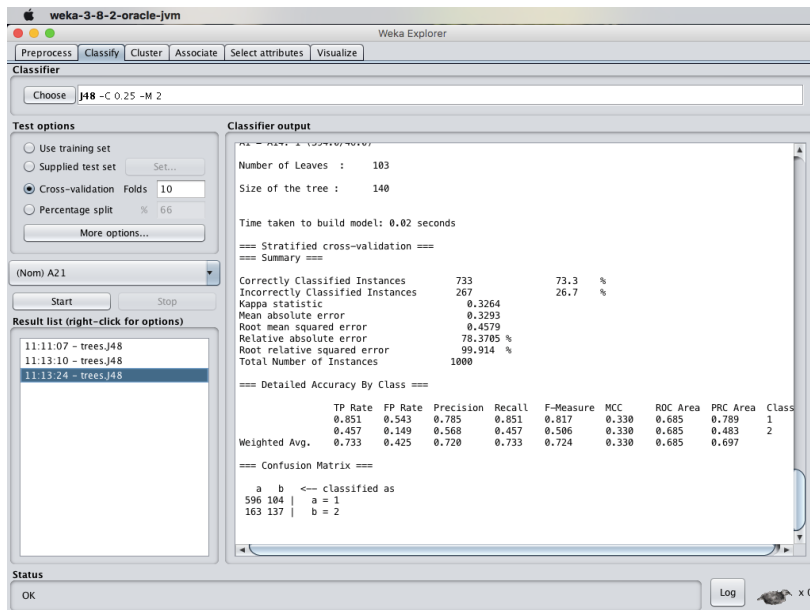 weka-3-8-2-oracle-jvm
Weka Explorer
Preprocess Classify Cluster Associate Select attributes Visualize
Classifier
Choose J48 -C 0.25 -M 2
Test options
Use training set
Supplied test set Set...
Cross-validation Folds 10
Percentage split % 66
More options...
(Nom) A21
Start Stop
Result list (right-click for options)
11:11:07 - trees.J48
11:13:10 - trees.J48
11:13:24 - trees.J48
Classifier output
Number of Leaves : 103
Size of the tree : 140
Time taken to build model: 0.02 seconds
=== Stratified cross-validation ===
=== Summary ===
Correctly Classified Instances 733 73.3 %
Incorrectly Classified Instances 267 26.7 %
Kappa statistic 0.3264
Mean absolute error 0.3293
Root mean squared error 0.4579
Relative absolute error 78.3705 %
Root relative squared error 99.914 %
Total Number of Instances 1000
=== Detailed Accuracy By Class ===
TP Rate FP Rate Precision Recall F-Measure MCC ROC Area PRC Area Class
0.851 0.543 0.785 0.851 0.817 0.330 0.685 0.789 1
0.457 0.149 0.568 0.457 0.506 0.330 0.685 0.483 2
Weighted Avg. 0.733 0.425 0.720 0.733 0.724 0.330 0.685 0.697
=== Confusion Matrix ===
a b <-- classified as
596 104 | a = 1
163 137 | b = 2
Status
OK
Log
x 0